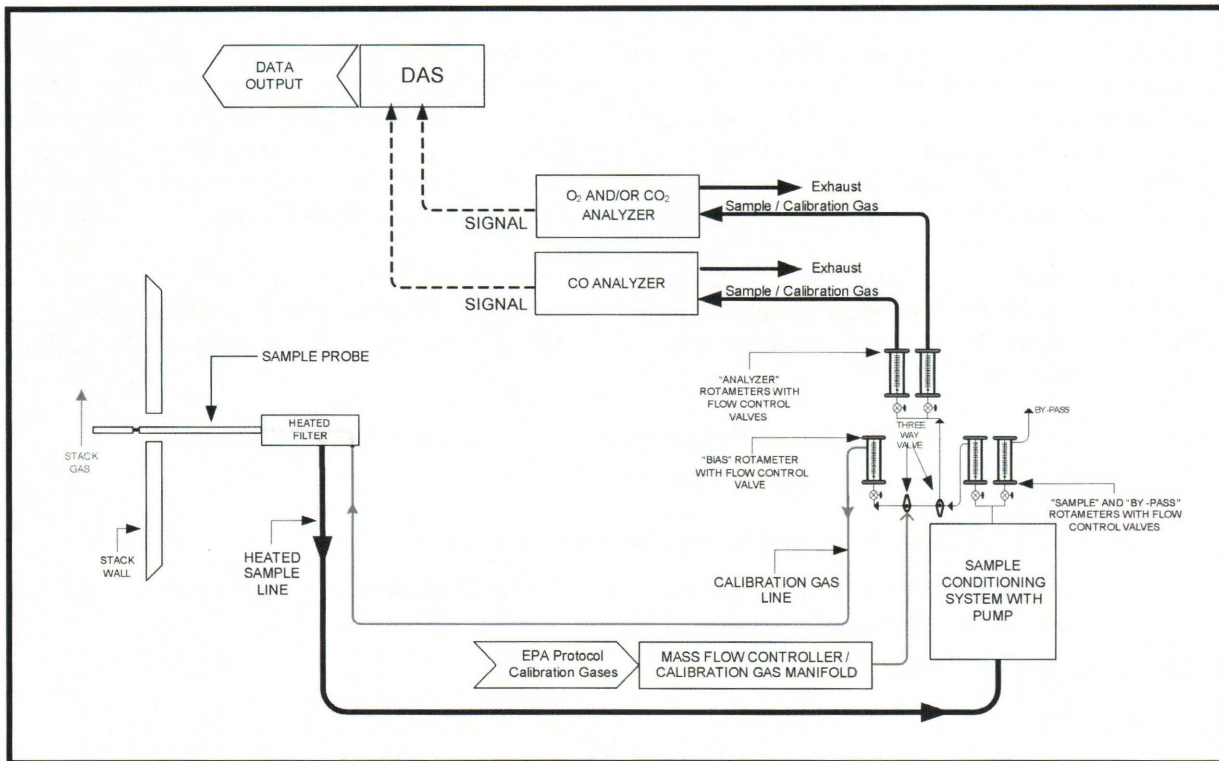 DATA
OUTPUT
DAS
O₂ AND/OR CO₂
ANALYZER
Exhaust
Sample / Calibration Gas
SIGNAL
CO ANALYZER
Exhaust
Sample / Calibration Gas
SIGNAL
SAMPLE PROBE
"ANALYZER"
ROTAMETERS WITH
FLOW CONTROL
VALVES
HEATED
FILTER
STACK
GAS
THREE
WAY
VALVE
BY-PASS
"BIAS" ROTAMETER
WITH FLOW CONTROL
VALVE
"SAMPLE" AND "BY-PASS"
ROTAMETERS WITH FLOW
CONTROL VALVES
STACK
WALL
HEATED
SAMPLE
LINE
CALIBRATION GAS
LINE
SAMPLE
CONDITIONING
SYSTEM WITH
PUMP
EPA Protocol
Calibration Gases
MASS FLOW CONTROLLER /
CALIBRATION GAS MANIFOLD